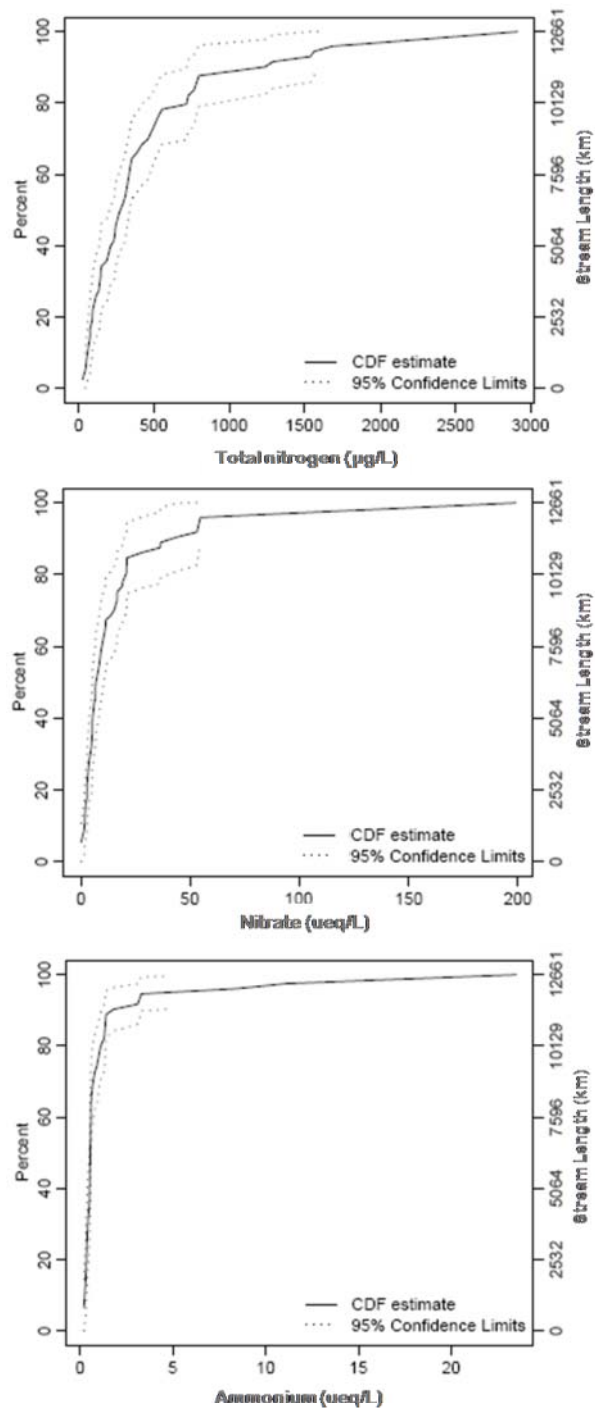 100
80
60
40
20
0
Percent
12661
10129
7596
5064
2532
0
Stream Length (km)
CDF estimate
95% Confidence Limits
0 500 1000 1500 2000 2500 3000
Total nitrogen (µg/L)
100
80
60
40
20
0
Percent
12661
10129
7596
5064
2532
0
Stream Length (km)
CDF estimate
95% Confidence Limits
0 50 100 150 200
Nitrate (ueq/L)
100
80
60
40
20
0
Percent
12661
10129
7596
5064
2532
0
Stream Length (km)
CDF estimate
95% Confidence Limits
0 5 10 15 20
Ammonium (ueq/L)